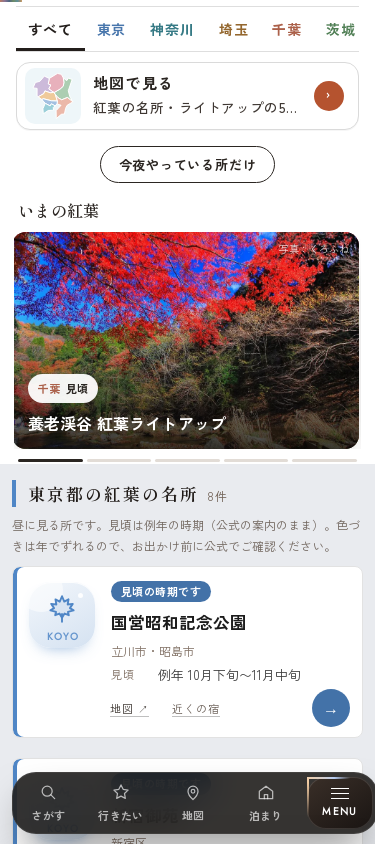 すべて 東京 神奈川 埼玉 千葉 茨城
地図で見る
紅葉の名所・ライトアップの5…
今夜やっている所だけ
いまの紅葉
写真：くろふね
千葉 見頃
養老渓谷 紅葉ライトアップ
東京都の紅葉の名所 8件
昼に見る所です。見頃は例年の時期（公式の案内のまま）。色づ
きは年でずれるので、お出かけ前に公式でご確認ください。
見頃の時期です
国営昭和記念公園
KOYO
立川市・昭島市
見頃 例年 10月下旬〜11月中旬
地図 ↗ 近くの宿
さがす 行きたい 地図 泊まり MENU
新宿区